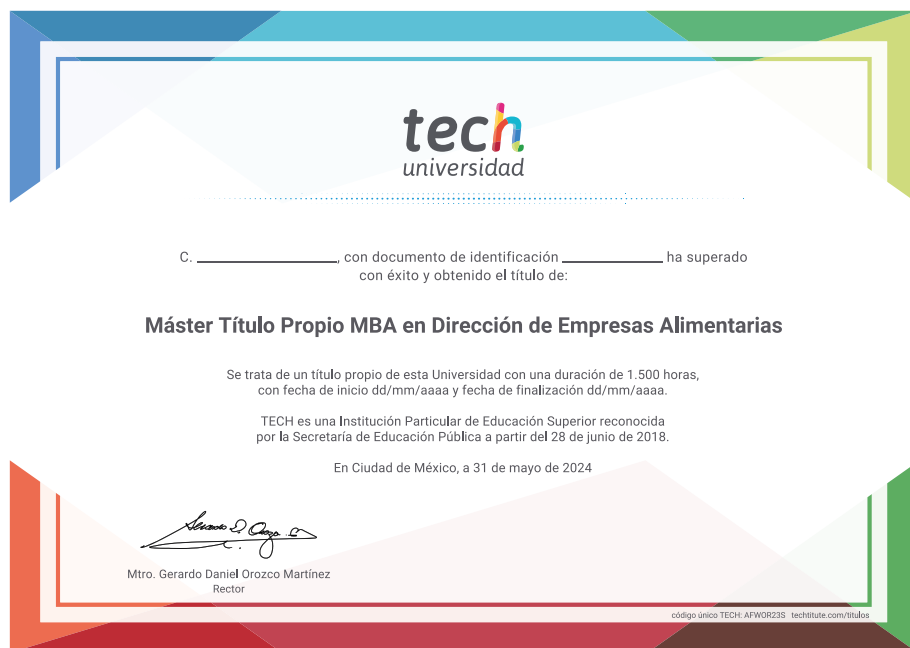 tech
universidad
C. ____________, con documento de identificación ____________ ha superado
con éxito y obtenido el título de:
Máster Título Propio MBA en Dirección de Empresas Alimentarias
Se trata de un título propio de esta Universidad con una duración de 1.500 horas,
con fecha de inicio dd/mm/aaaa y fecha de finalización dd/mm/aaaa.
TECH es una Institución Particular de Educación Superior reconocida
por la Secretaría de Educación Pública a partir del 28 de junio de 2018.
En Ciudad de México, a 31 de mayo de 2024
Mtro. Gerardo Daniel Orozco Martínez
Rector
código único TECH: AFWOR23S techtitute.com/titulos